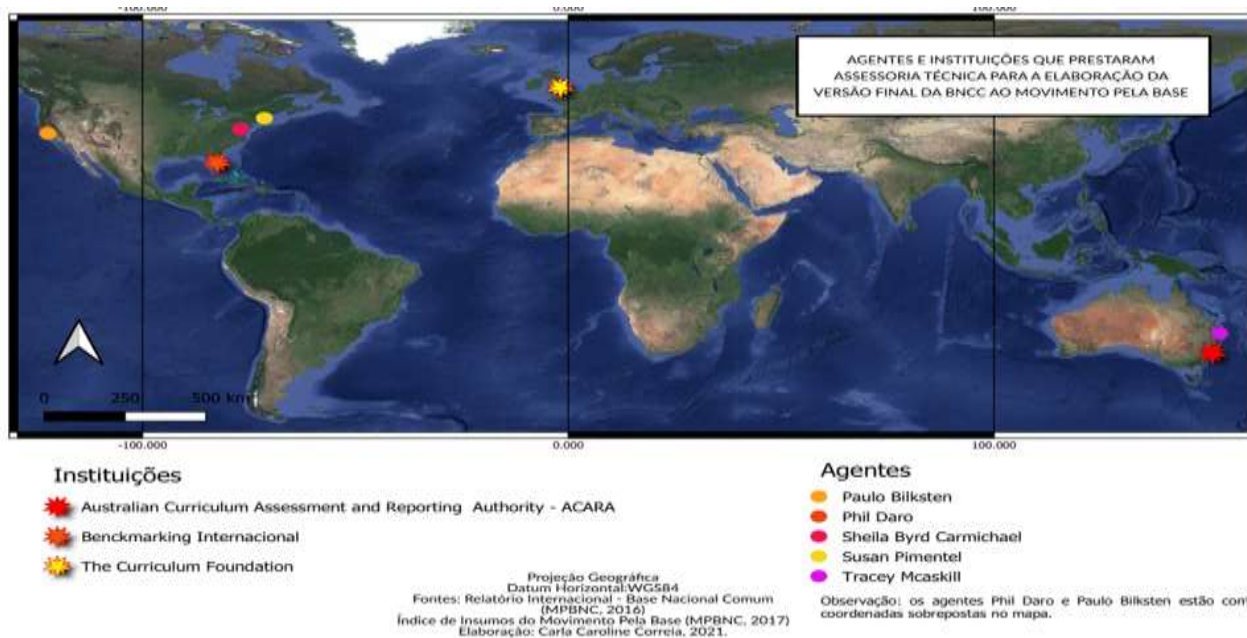 -100.000
0.000
100.000
AGENTES E INSTITUIÇÕES QUE PRESTARAM
ASSESSORIA TÉCNICA PARA A ELABORAÇÃO DA
VERSÃO FINAL DA BNCC AO MOVIMENTO PELA BASE
0 250 500 km
-100.000
0.000
100.000
Instituições
Australian Curriculum Assessment and Reporting Authority - ACARA
Benckmarking Internacional
The Curriculum Foundation
Agentes
Paulo Bilksten
Phil Daro
Sheila Byrd Carmichael
Susan Pimentel
Tracey Mcaskill
Observação: os agentes Phil Daro e Paulo Bilksten estão com
coordenadas sobrepostas no mapa.
Projeção Geográfica
Datum Horizontal:WGS84
Fontes: Relatório Internacional - Base Nacional Comum
(MPBNC, 2016)
Índice de Insumos do Movimento Pela Base (MPBNC, 2017)
Elaboração: Carla Caroline Correia, 2021.